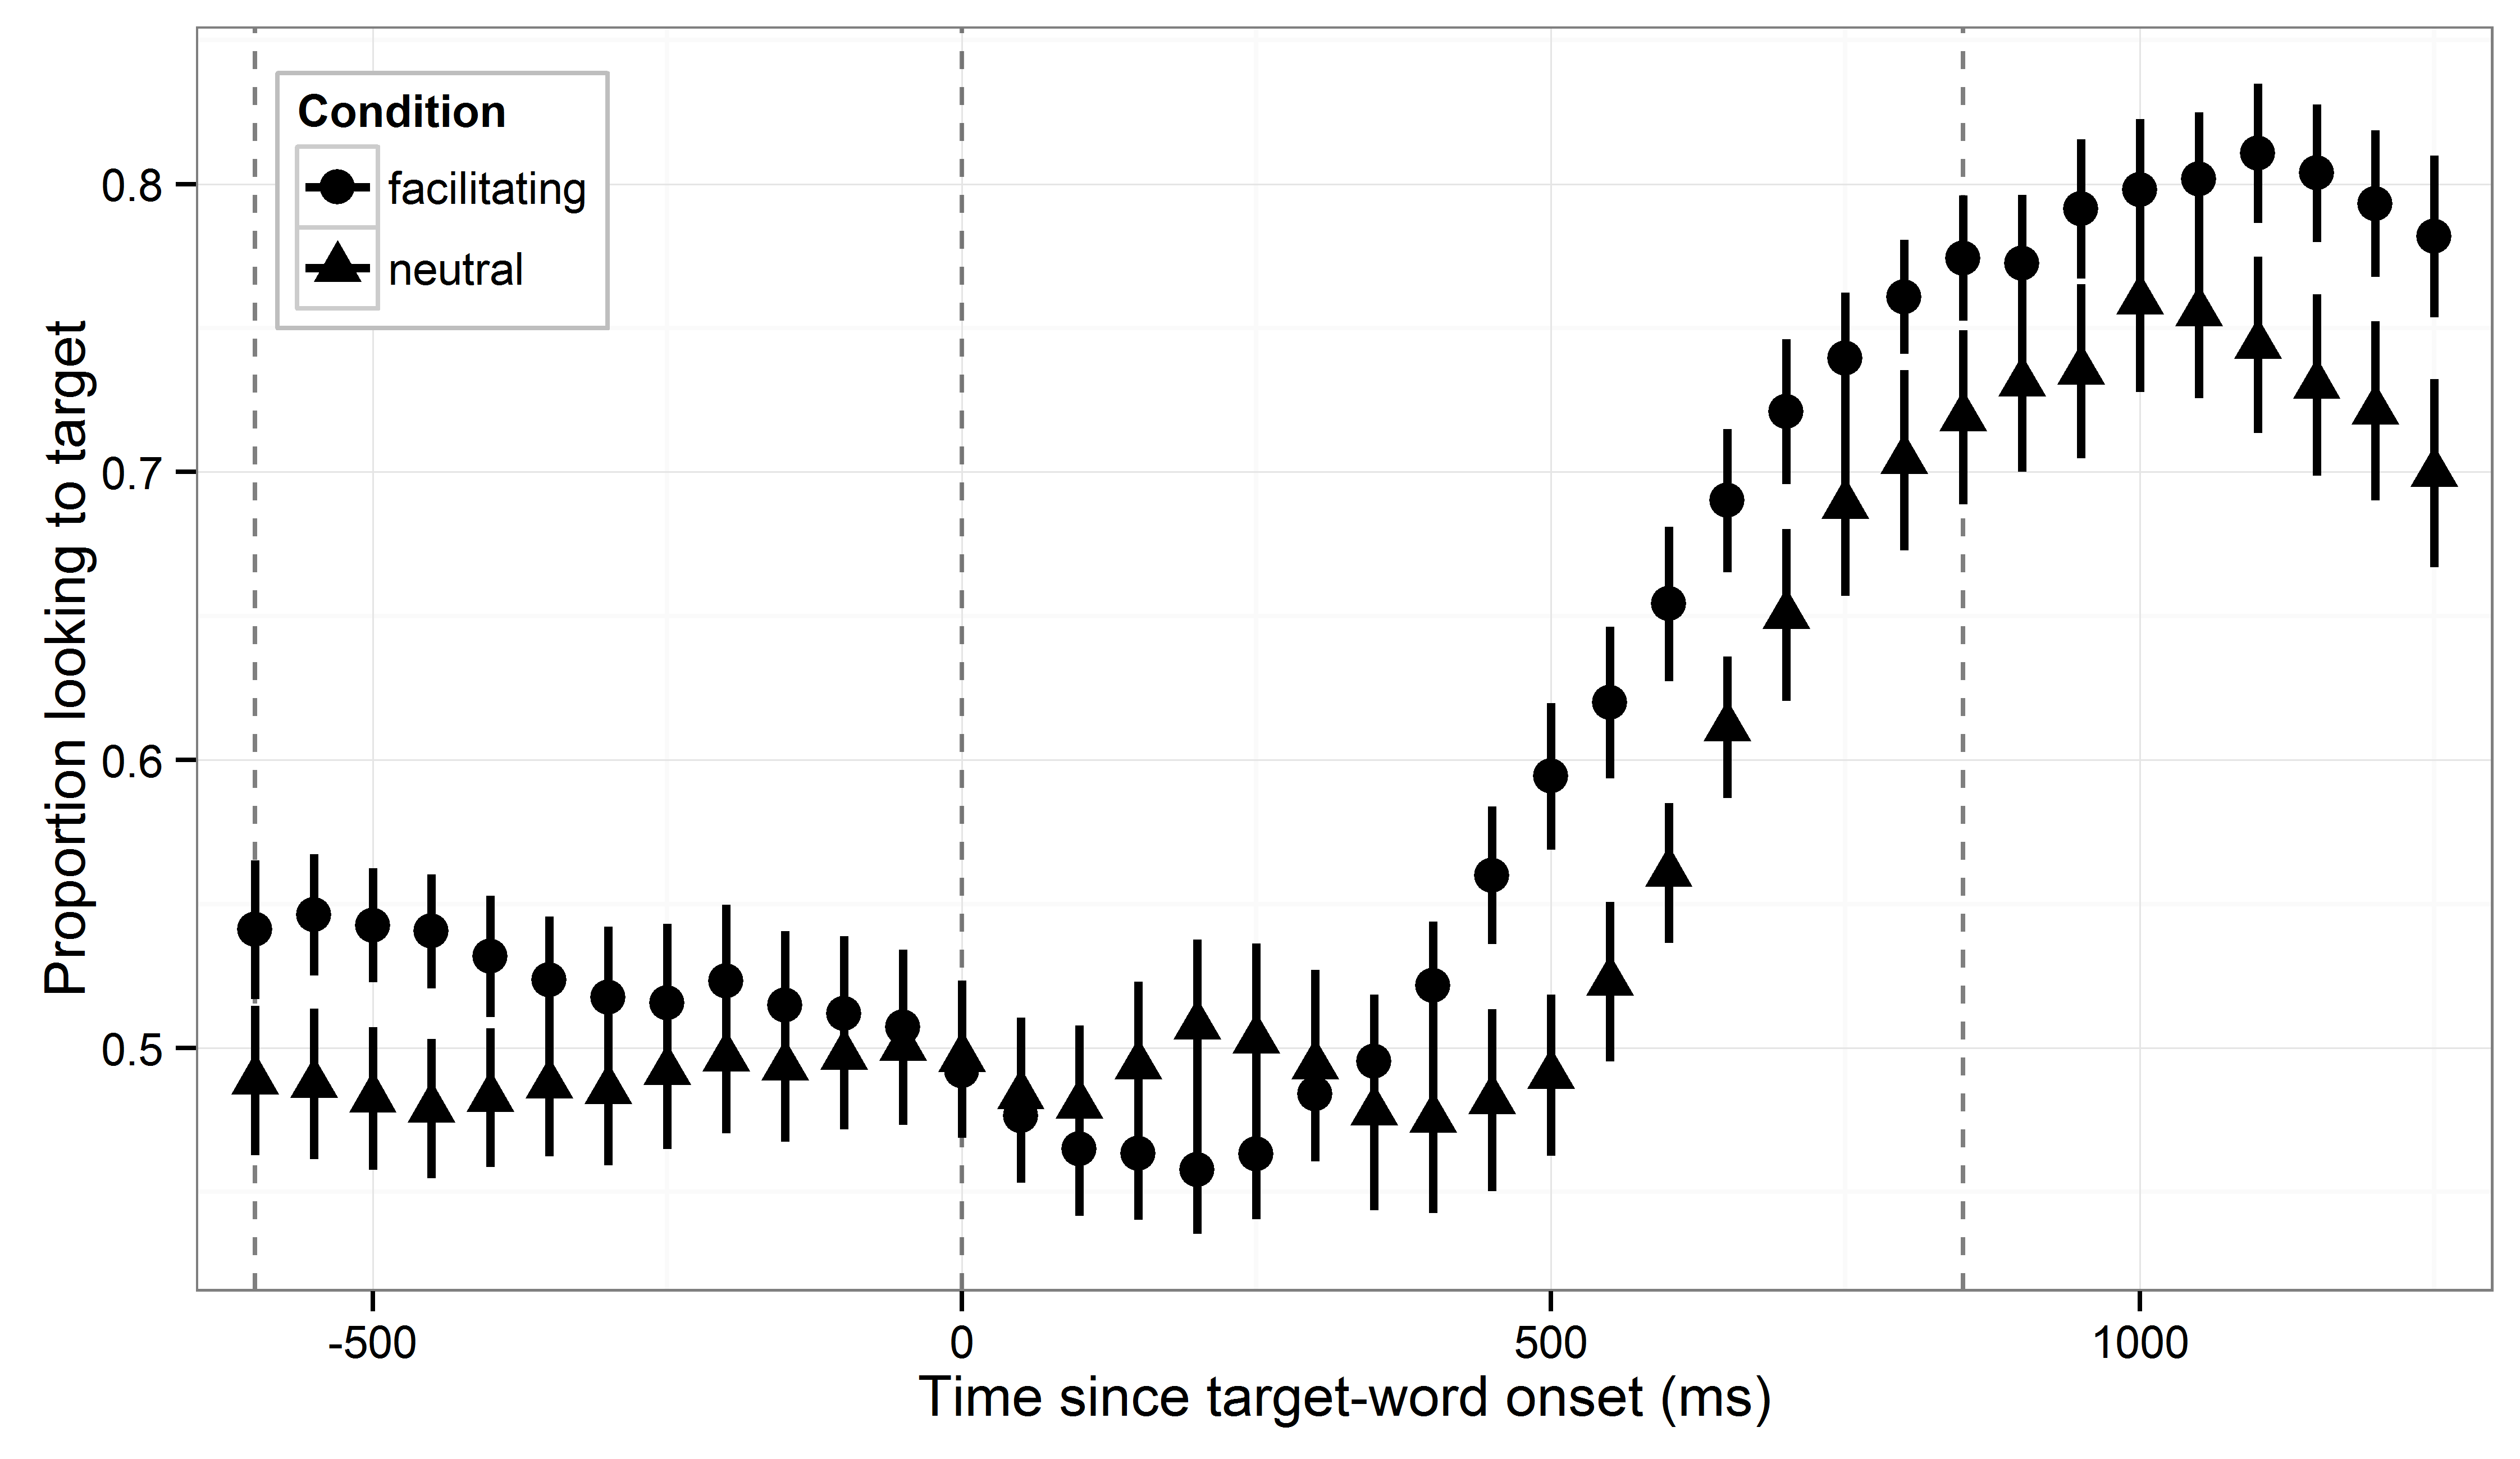 Condition
facilitating
neutral
Proportion looking to target
0.8
0.7
0.6
0.5
-500 0 500 1000
Time since target-word onset (ms)